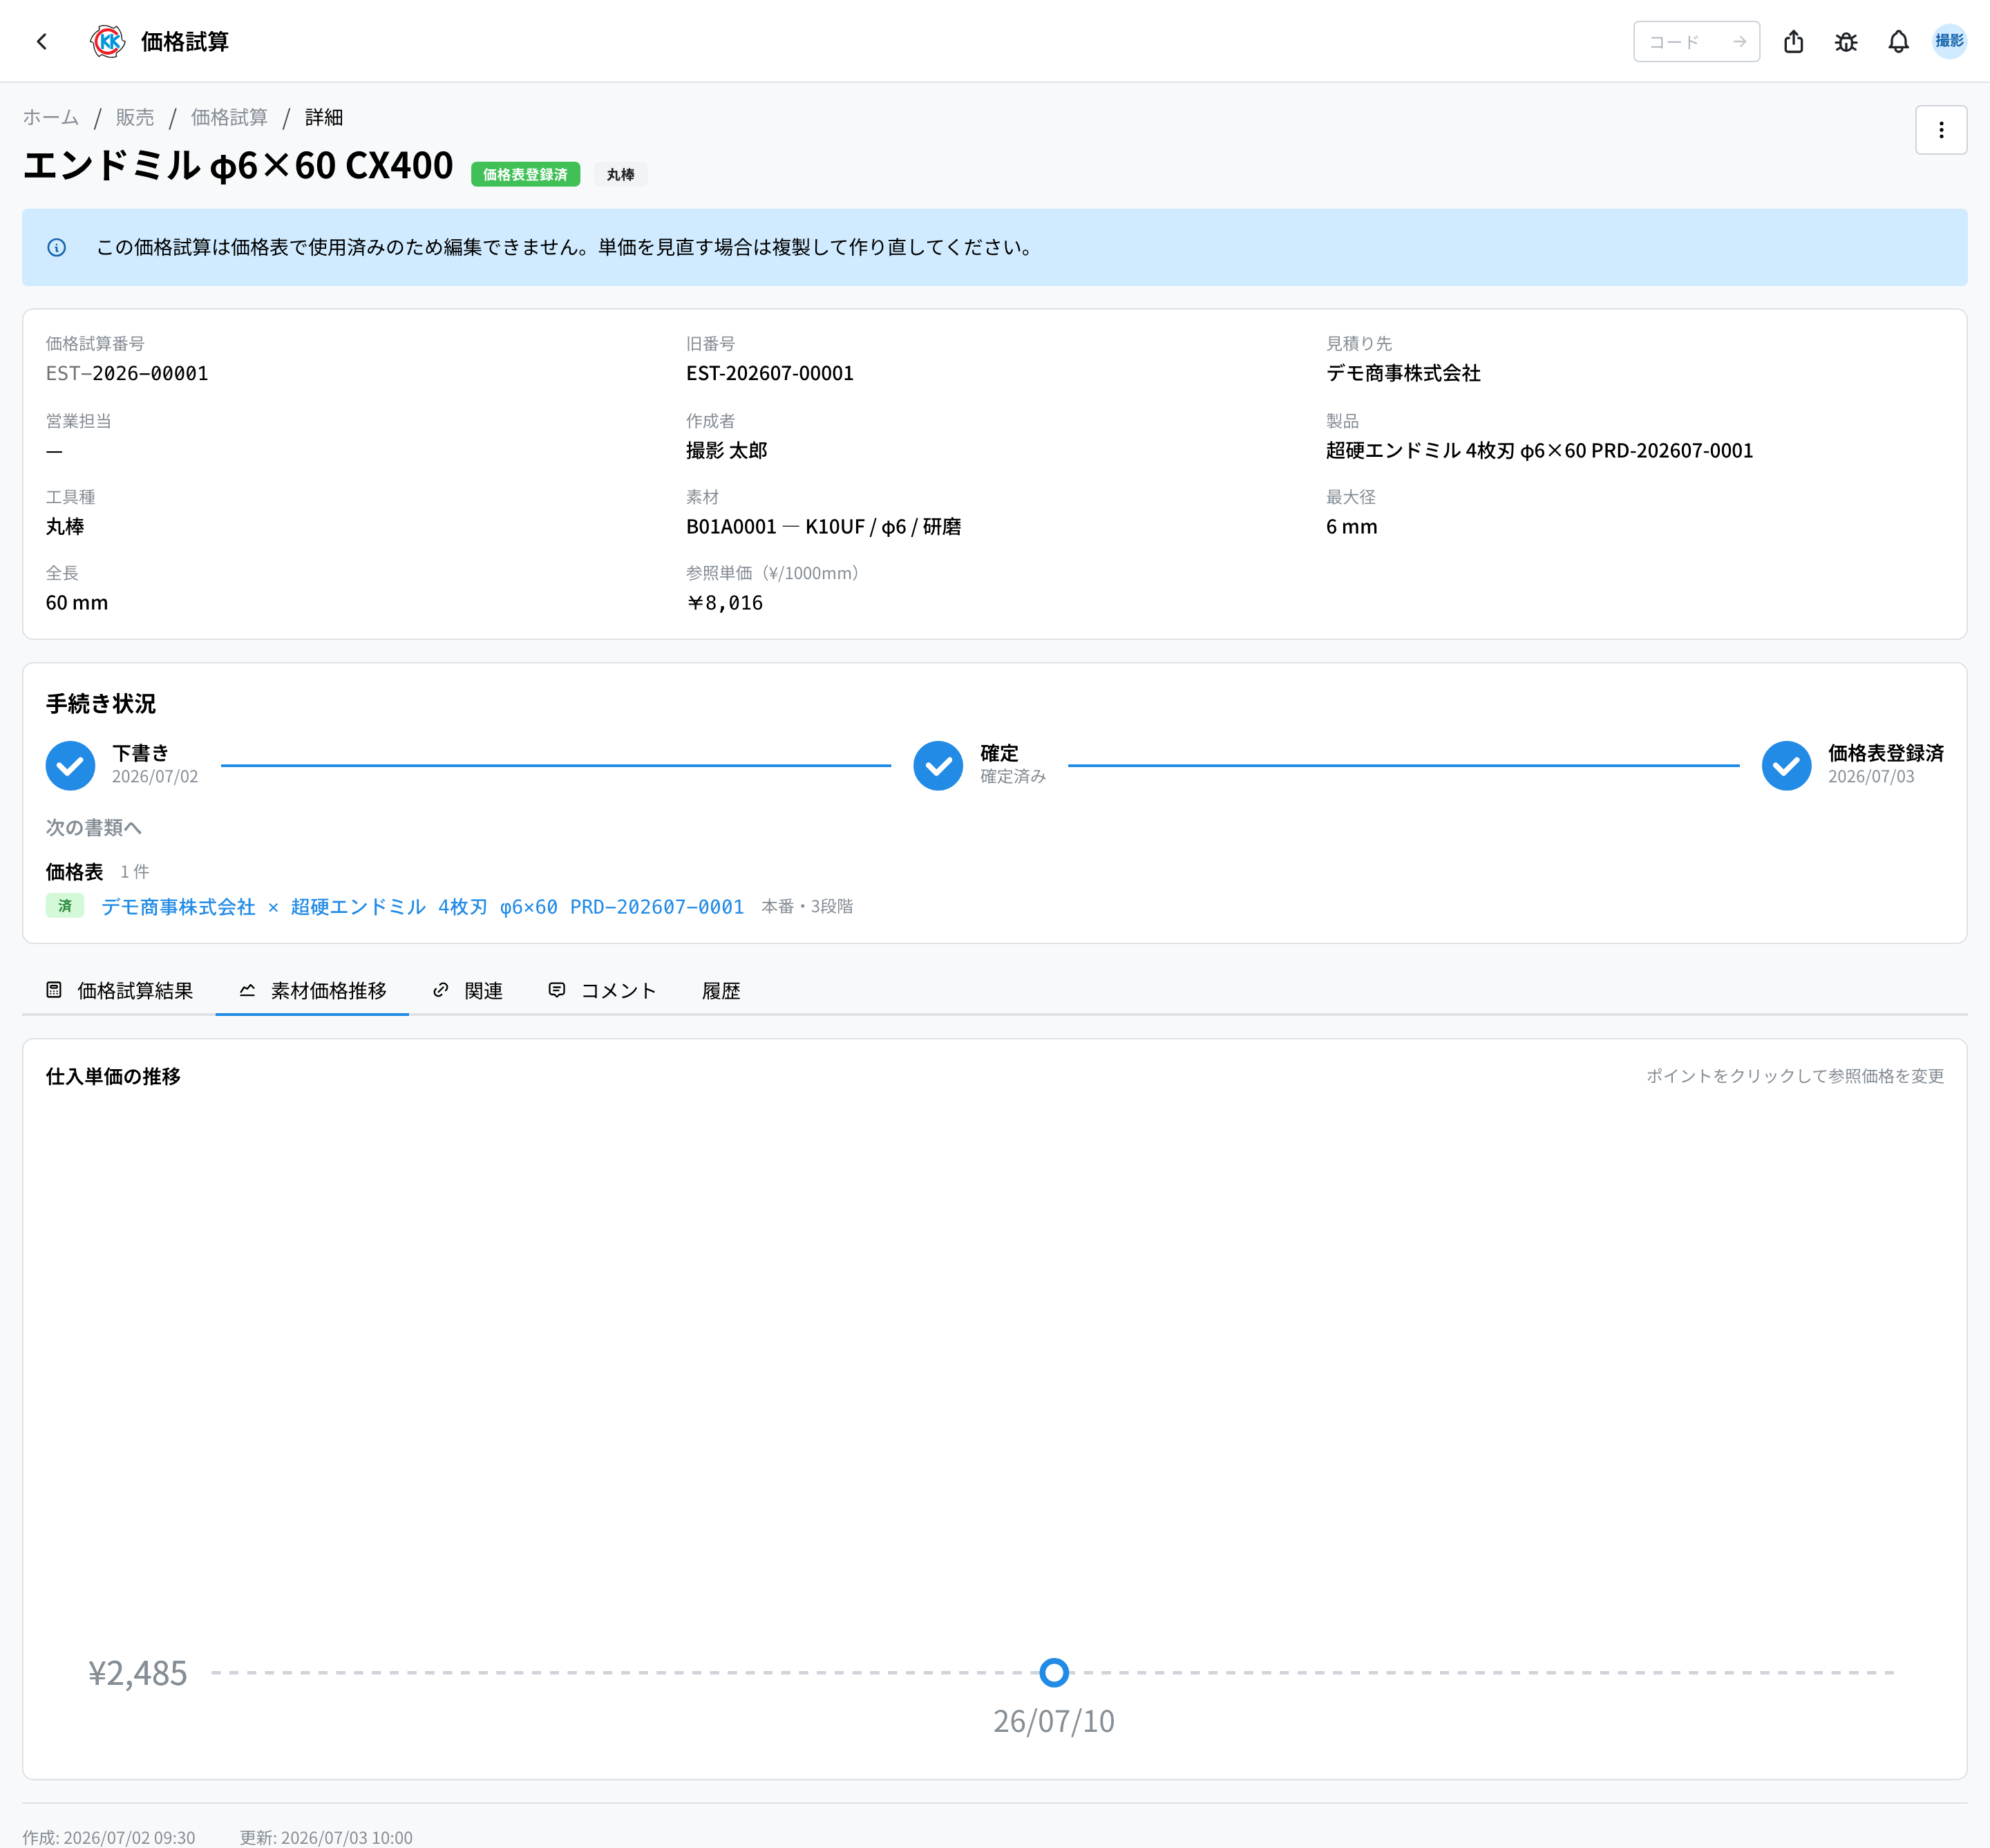 KK 価格試算
コード
撮影
ホーム / 販売 / 価格試算 / 詳細
エンドミル φ6×60 CX400 価格表登録済 丸棒
この価格試算は価格表で使用済みのため編集できません。単価を見直す場合は複製して作り直してください。
価格試算番号
EST-2026-00001
旧番号
EST-202607-00001
見積り先
デモ商事株式会社
営業担当
—
作成者
撮影 太郎
製品
超硬エンドミル 4枚刃 φ6×60 PRD-202607-0001
工具種
丸棒
素材
B01A0001 — K10UF / φ6 / 研磨
最大径
6 mm
全長
60 mm
参照単価（¥/1000mm）
¥8,016
手続き状況
下書き
2026/07/02
確定
確定済み
価格表登録済
2026/07/03
次の書類へ
価格表 1 件
済 デモ商事株式会社 × 超硬エンドミル 4枚刃 φ6×60 PRD-202607-0001 本番・3段階
価格試算結果 素材価格推移 関連 コメント 履歴
仕入単価の推移
ポイントをクリックして参照価格を変更
¥2,485
26/07/10
作成: 2026/07/02 09:30 更新: 2026/07/03 10:00